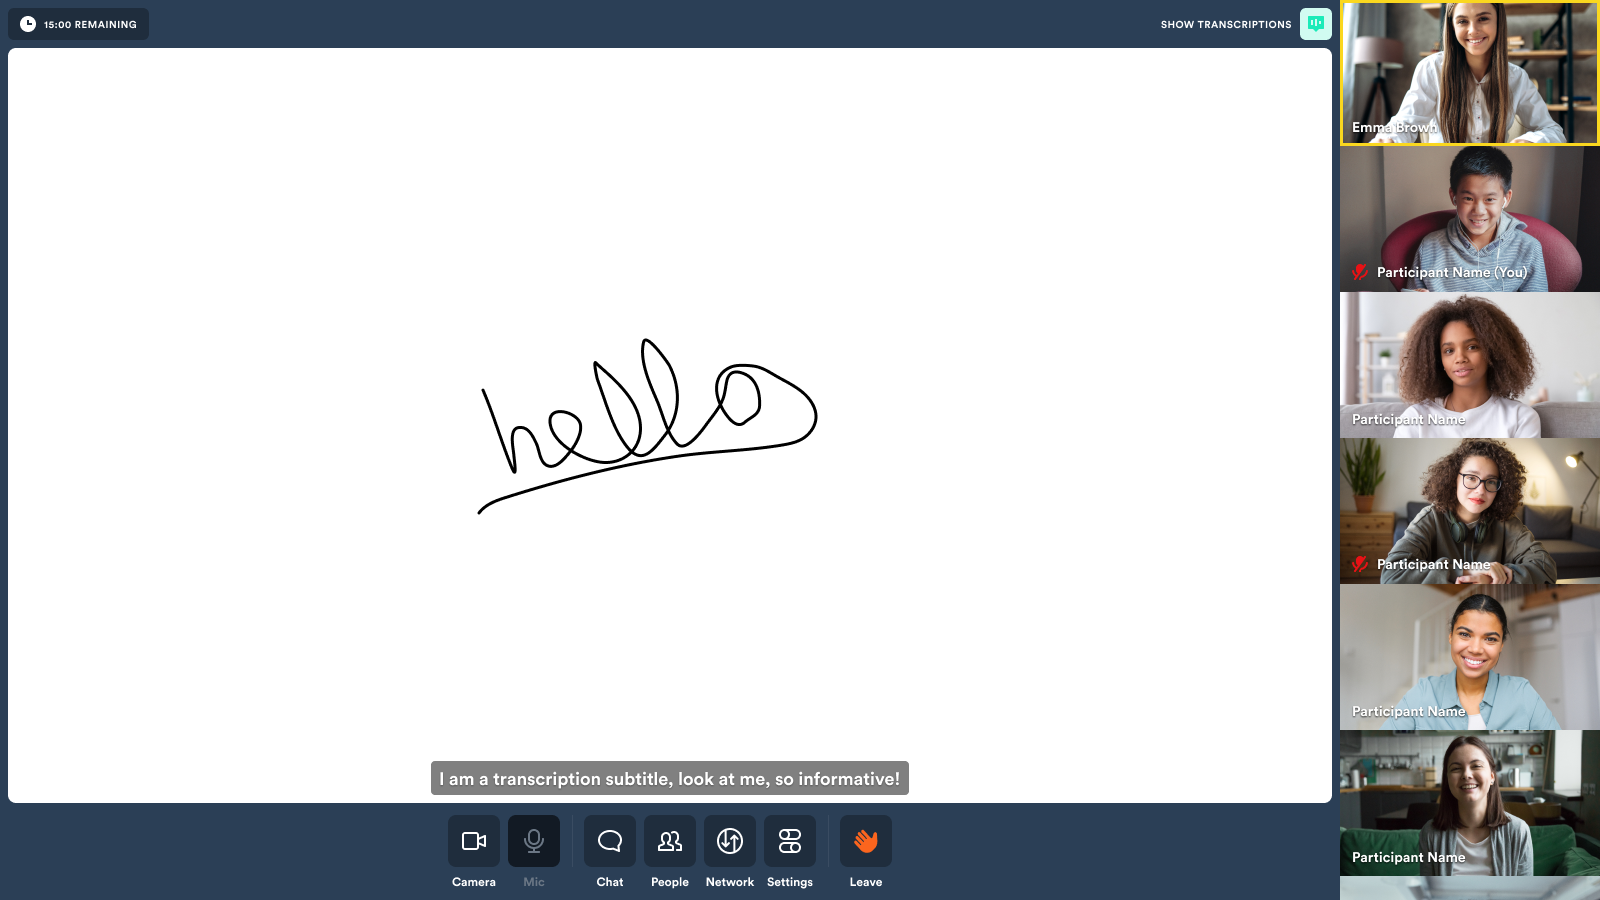 15:00 REMAINING
SHOW TRANSCRIPTIONS
hello
I am a transcription subtitle, look at me, so informative!
Camera
Mic
Chat
People
Network
Settings
Leave
Emma Brown
Participant Name (You)
Participant Name
Participant Name
Participant Name
Participant Name